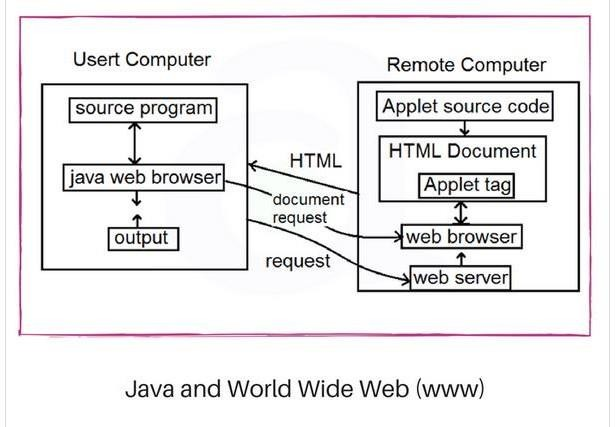 Usert Computer
source program
java web browser
output
HTML
document
request
request
Remote Computer
Applet source code
HTML Document
Applet tag
web browser
web server
Java and World Wide Web (www)